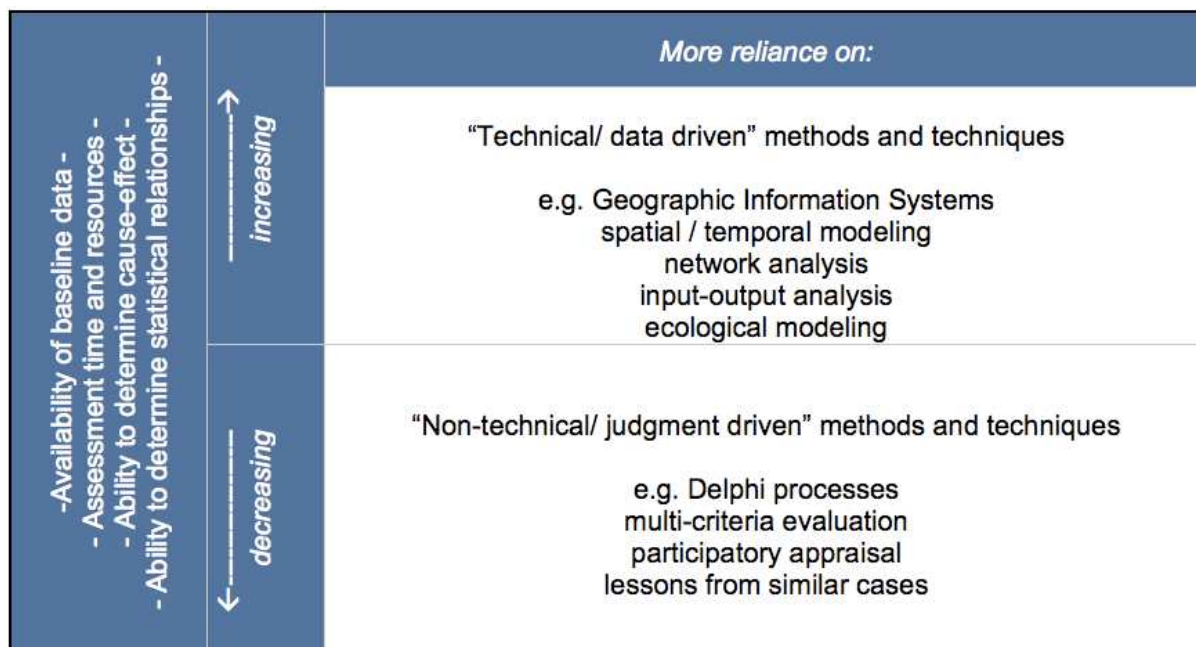 -Availability of baseline data -
- Assessment time and resources -
- Ability to determine cause-effect -
- Ability to determine statistical relationships -
increasing
decreasing
More reliance on:
“Technical/ data driven” methods and techniques
e.g. Geographic Information Systems
spatial / temporal modeling
network analysis
input-output analysis
ecological modeling
“Non-technical/ judgment driven” methods and techniques
e.g. Delphi processes
multi-criteria evaluation
participatory appraisal
lessons from similar cases